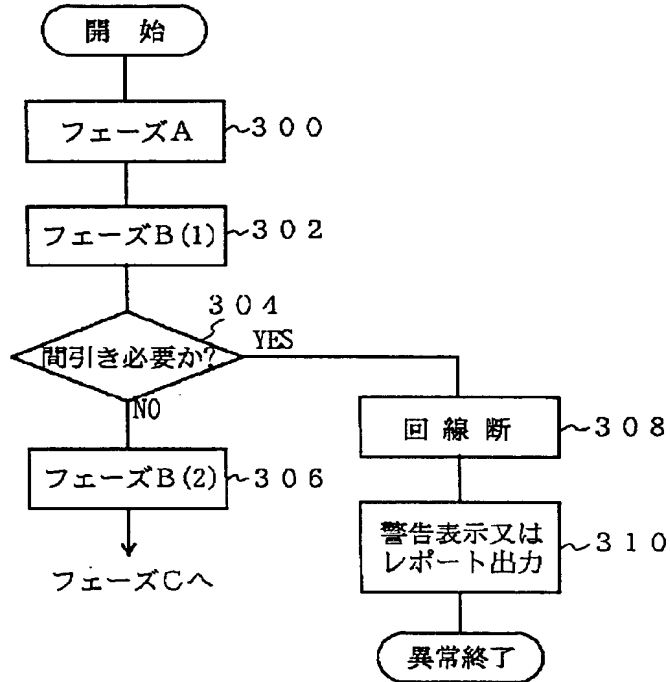 開 始
フェーズA
~300
フェーズB(1)
~302
304
間引き必要か?
YES
NO
フェーズB(2)
~306
フェーズCへ
回 線 断
~308
警告表示又は
レポート出力
~310
異常終了